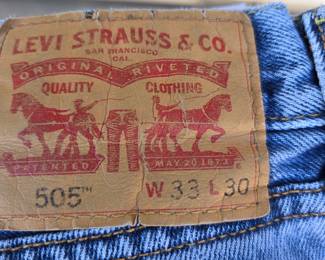 LEVI STRAUSS & CO.
SAN FRANCISCO
CAL.
ORIGINAL RIVETED
QUALITY CLOTHING
PATENTED MAY 20 1873
505™ W 33 L 30